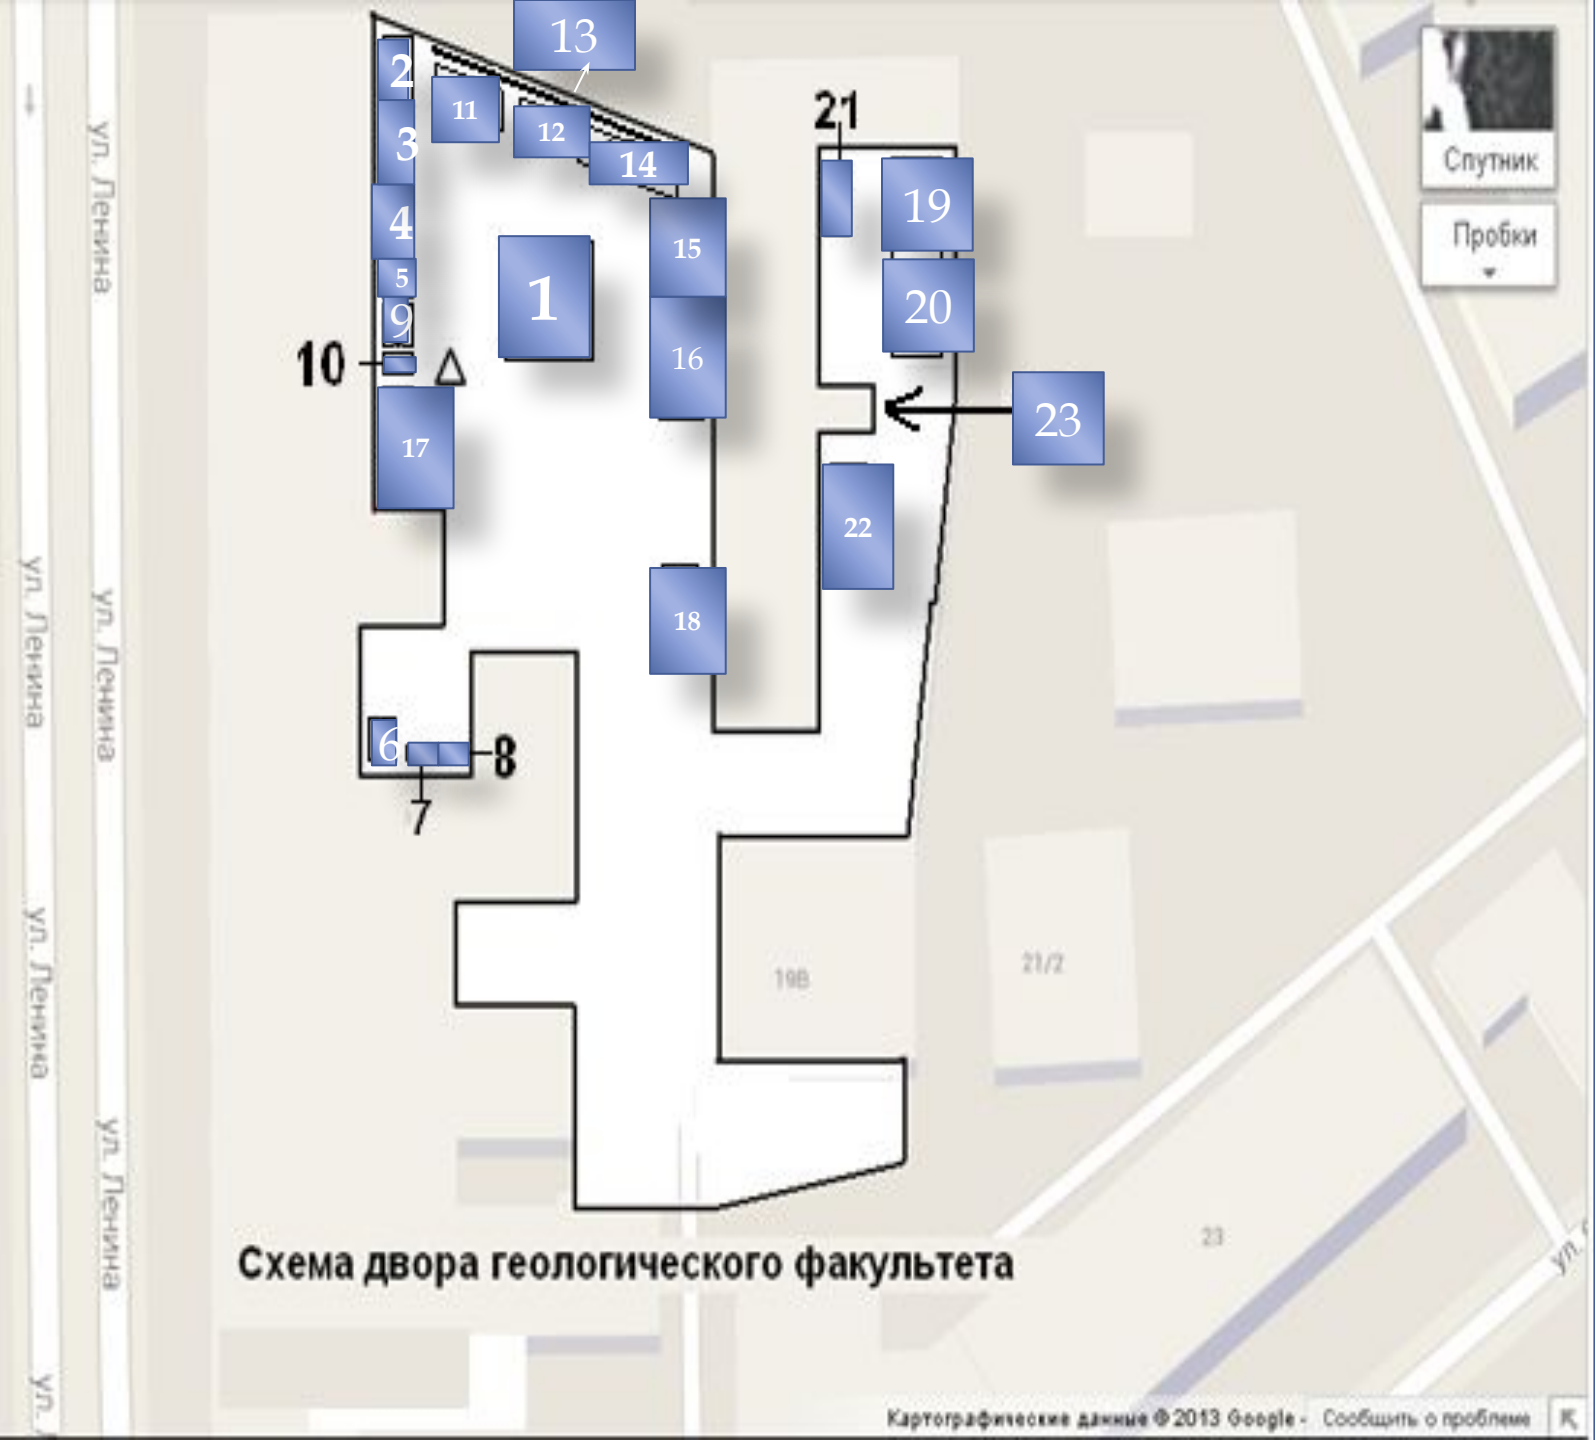 13
2
11
21
12
3
14
Спутник
19
4
15
Пробки
5
1
20
9
16
10
23
17
22
18
6
8
7
19В
21/2
23
Схема двора геологического факультета
ул. Ленина
ул. Ленина
ул. Ленина
ул. Ленина
ул. Ленина
ул.
ул.
Картографические данные © 2013 Google -
Сообщить о проблеме